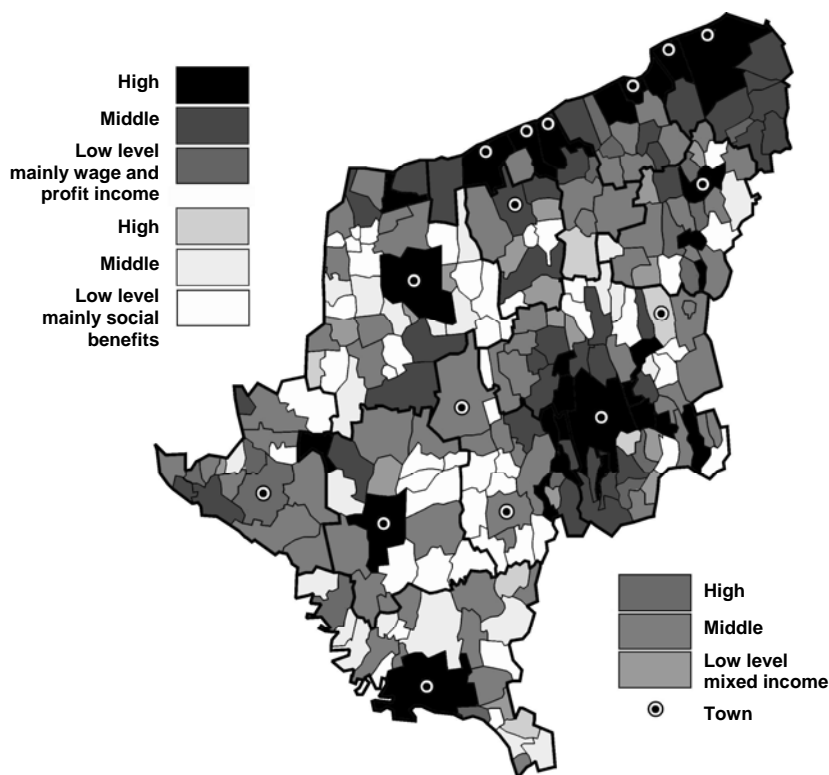 High
Middle
Low level
mainly wage and
profit income
High
Middle
Low level
mainly social
benefits
High
Middle
Low level
mixed income
Town